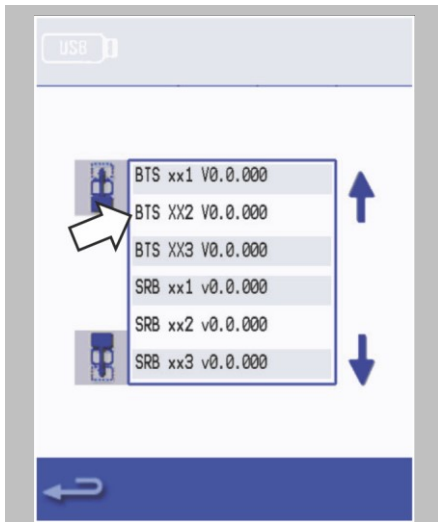 USB
BTS xx1 V0.0.000
BTS XX2 V0.0.000
BTS XX3 V0.0.000
SRB xx1 v0.0.000
SRB xx2 v0.0.000
SRB xx3 v0.0.000